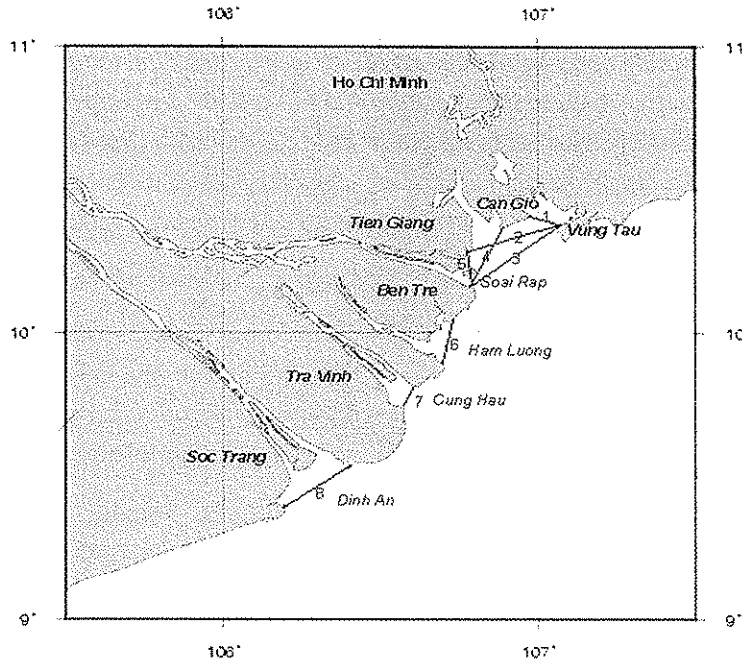 106° 107°
11° 11°
Ho Chi Minh
Can Gio
1
Tien Giang
2
Vung Tau
5 4 3
Soai Rap
Ben Tre
10° 10
6 Ham Luong
Tra Vinh
7 Cung Hau
Soc Trang
8 Dinh An
9° 9°
106° 107°